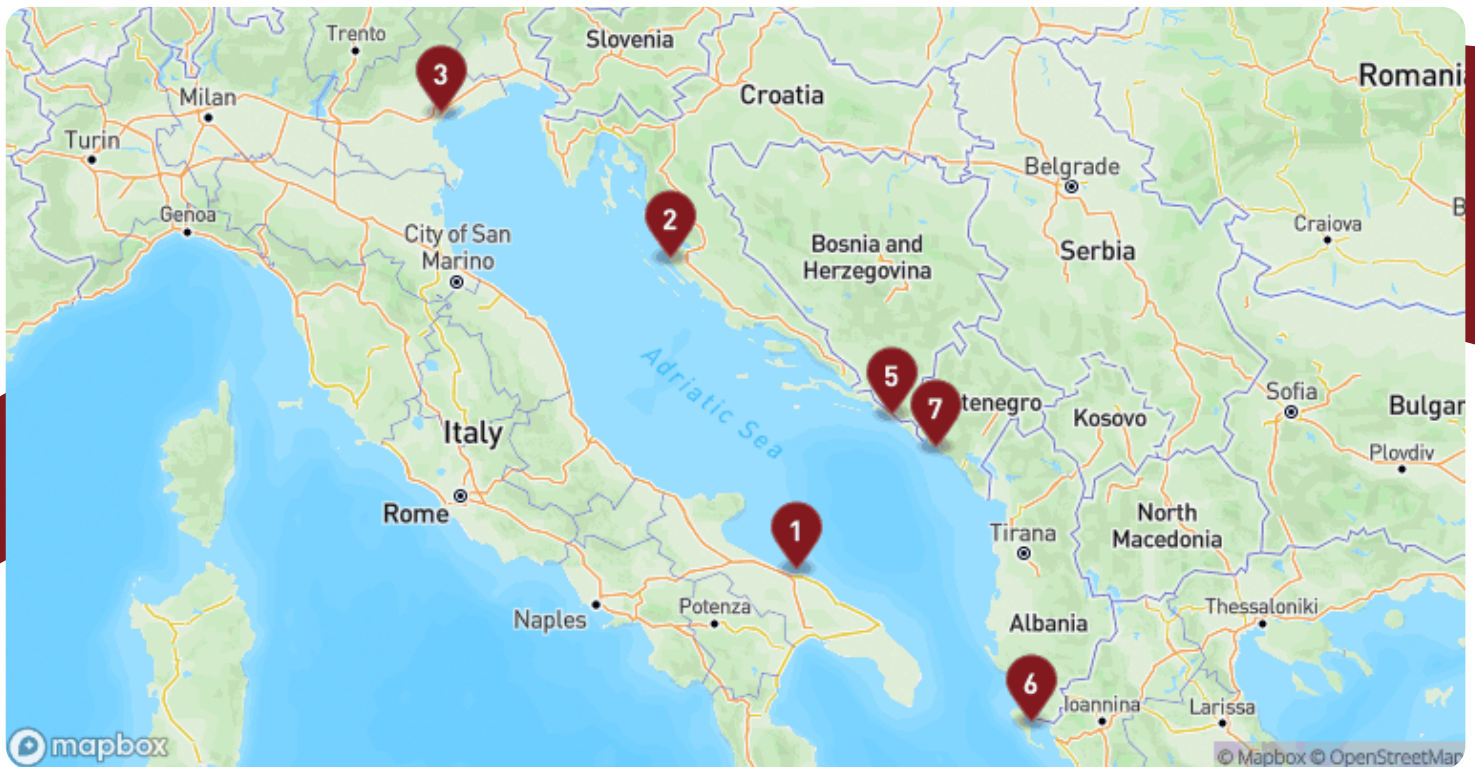 Trento
Slovenia
3
Romani
Milan
Croatia
Turin
Belgrade
Genoa
2
City of San
Marino
Bosnia and
Herzegovina
Serbia
Craiova
B
Adriatic Sea
5
7
tenegro
Kosovo
Sofia
Bulgar
Italy
Plovdiv
Rome
1
North
Macedonia
Tirana
Naples
Potenza
Albania
Thessaloniki
6
Ioannina
Larissa
mapbox
© Mapbox © OpenStreetMap